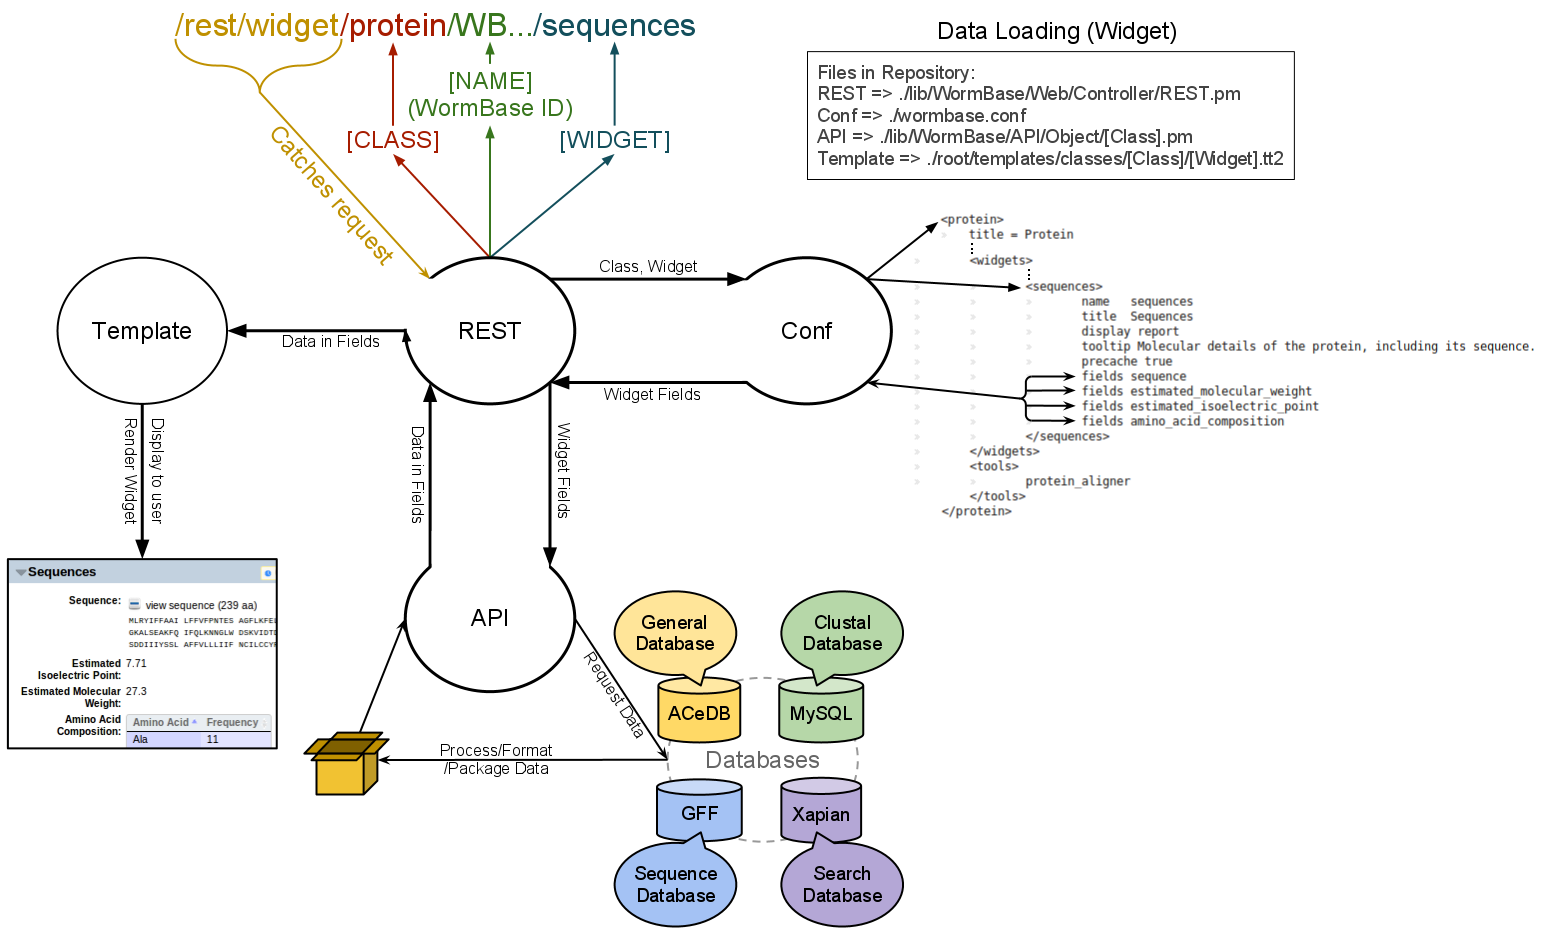 /rest/widget/protein/WB.../sequences
Data Loading (Widget)
Files in Repository:
REST => ./lib/WormBase/Web/Controller/REST.pm
Conf => ./wormbase.conf
API => ./lib/WormBase/API/Object/[Class].pm
Template => ./root/templates/classes/[Class]/[Widget].tt2
[NAME]
(WormBase ID)
[CLASS]
[WIDGET]
Catches request
Template
Data in Fields
REST
Class, Widget
Conf
Widget Fields
<protein>
title = Protein
<widgets>
<sequences>
name sequences
title Sequences
display report
tooltip Molecular details of the protein, including its sequence.
precache true
fields sequence
fields estimated_molecular_weight
fields estimated_isoelectric_point
fields amino_acid_composition
</sequences>
</widgets>
<tools>
protein_aligner
</tools>
</protein>
Display to user
Render Widget
Data in Fields
Widget Fields
Sequences
Sequence:
view sequence (239 aa)
MLRYIFFAAI LFFVFPNTES AGFLKFEL
GKALSEAKFQ IFQLKNNGLW DSKVIDTD
SDDIIIYSSL AFFVLLLIIF NCILCCYF
Estimated
Isoelectric Point:
7.71
Estimated Molecular
Weight:
27.3
Amino Acid
Composition:
Amino Acid Frequency
Ala 11
API
Request Data
Process/Format
/Package Data
General
Database
Clustal
Database
ACeDB
MySQL
Databases
GFF
Xapian
Sequence
Database
Search
Database